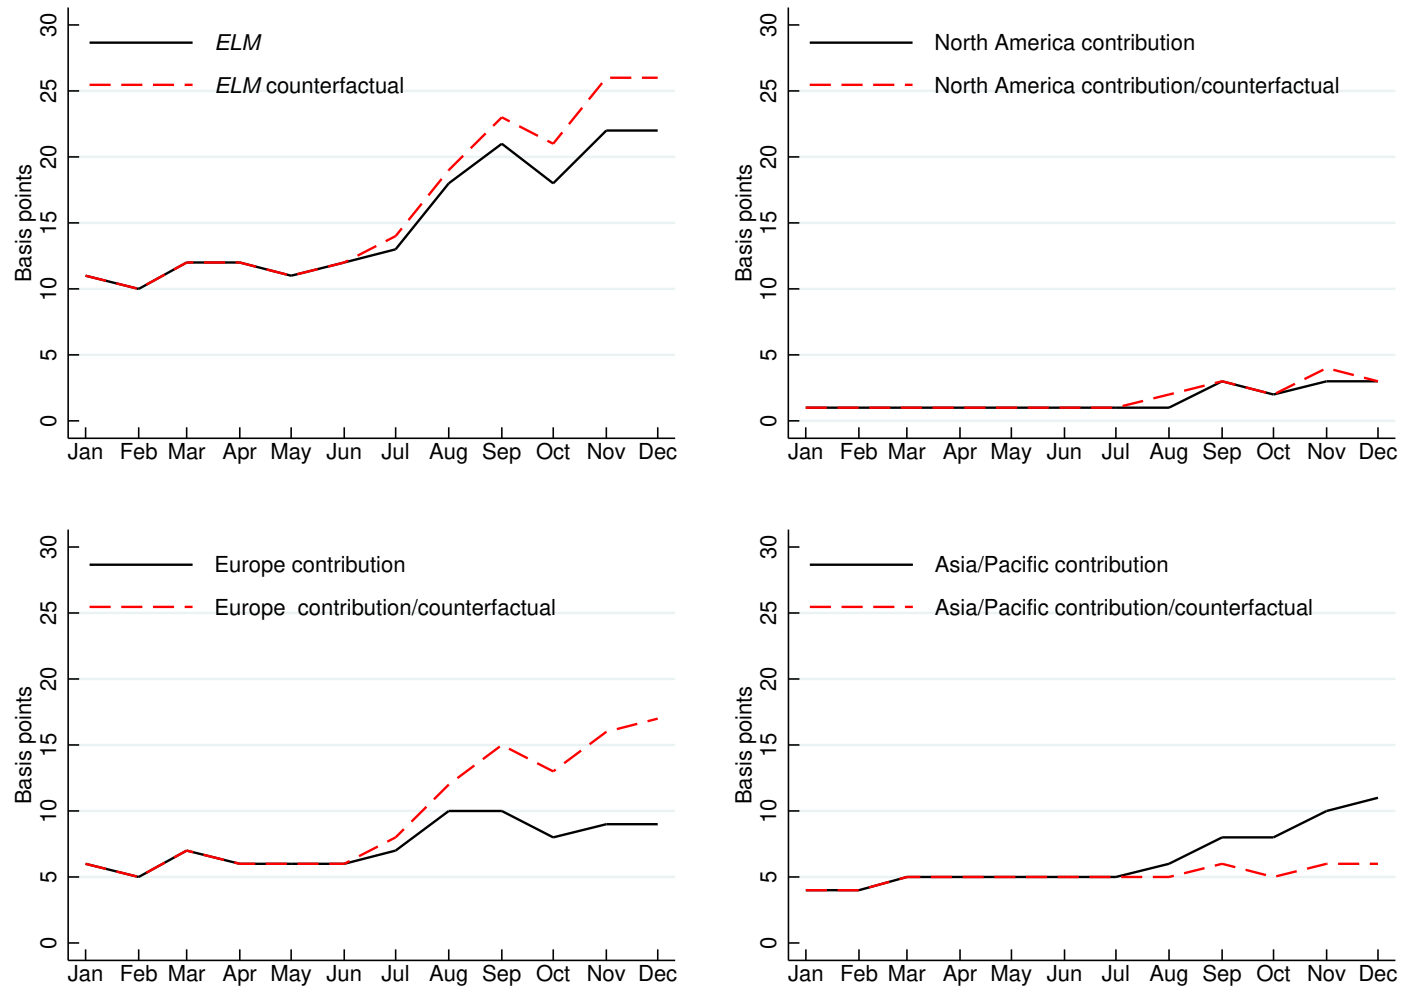 ELM
ELM counterfactual
Basis points
30
25
20
15
10
5
0
Jan Feb Mar Apr May Jun Jul Aug Sep Oct Nov Dec
North America contribution
North America contribution/counterfactual
Basis points
30
25
20
15
10
5
0
Jan Feb Mar Apr May Jun Jul Aug Sep Oct Nov Dec
Europe contribution
Europe  contribution/counterfactual
Basis points
30
25
20
15
10
5
0
Jan Feb Mar Apr May Jun Jul Aug Sep Oct Nov Dec
Asia/Pacific contribution
Asia/Pacific contribution/counterfactual
Basis points
30
25
20
15
10
5
0
Jan Feb Mar Apr May Jun Jul Aug Sep Oct Nov Dec